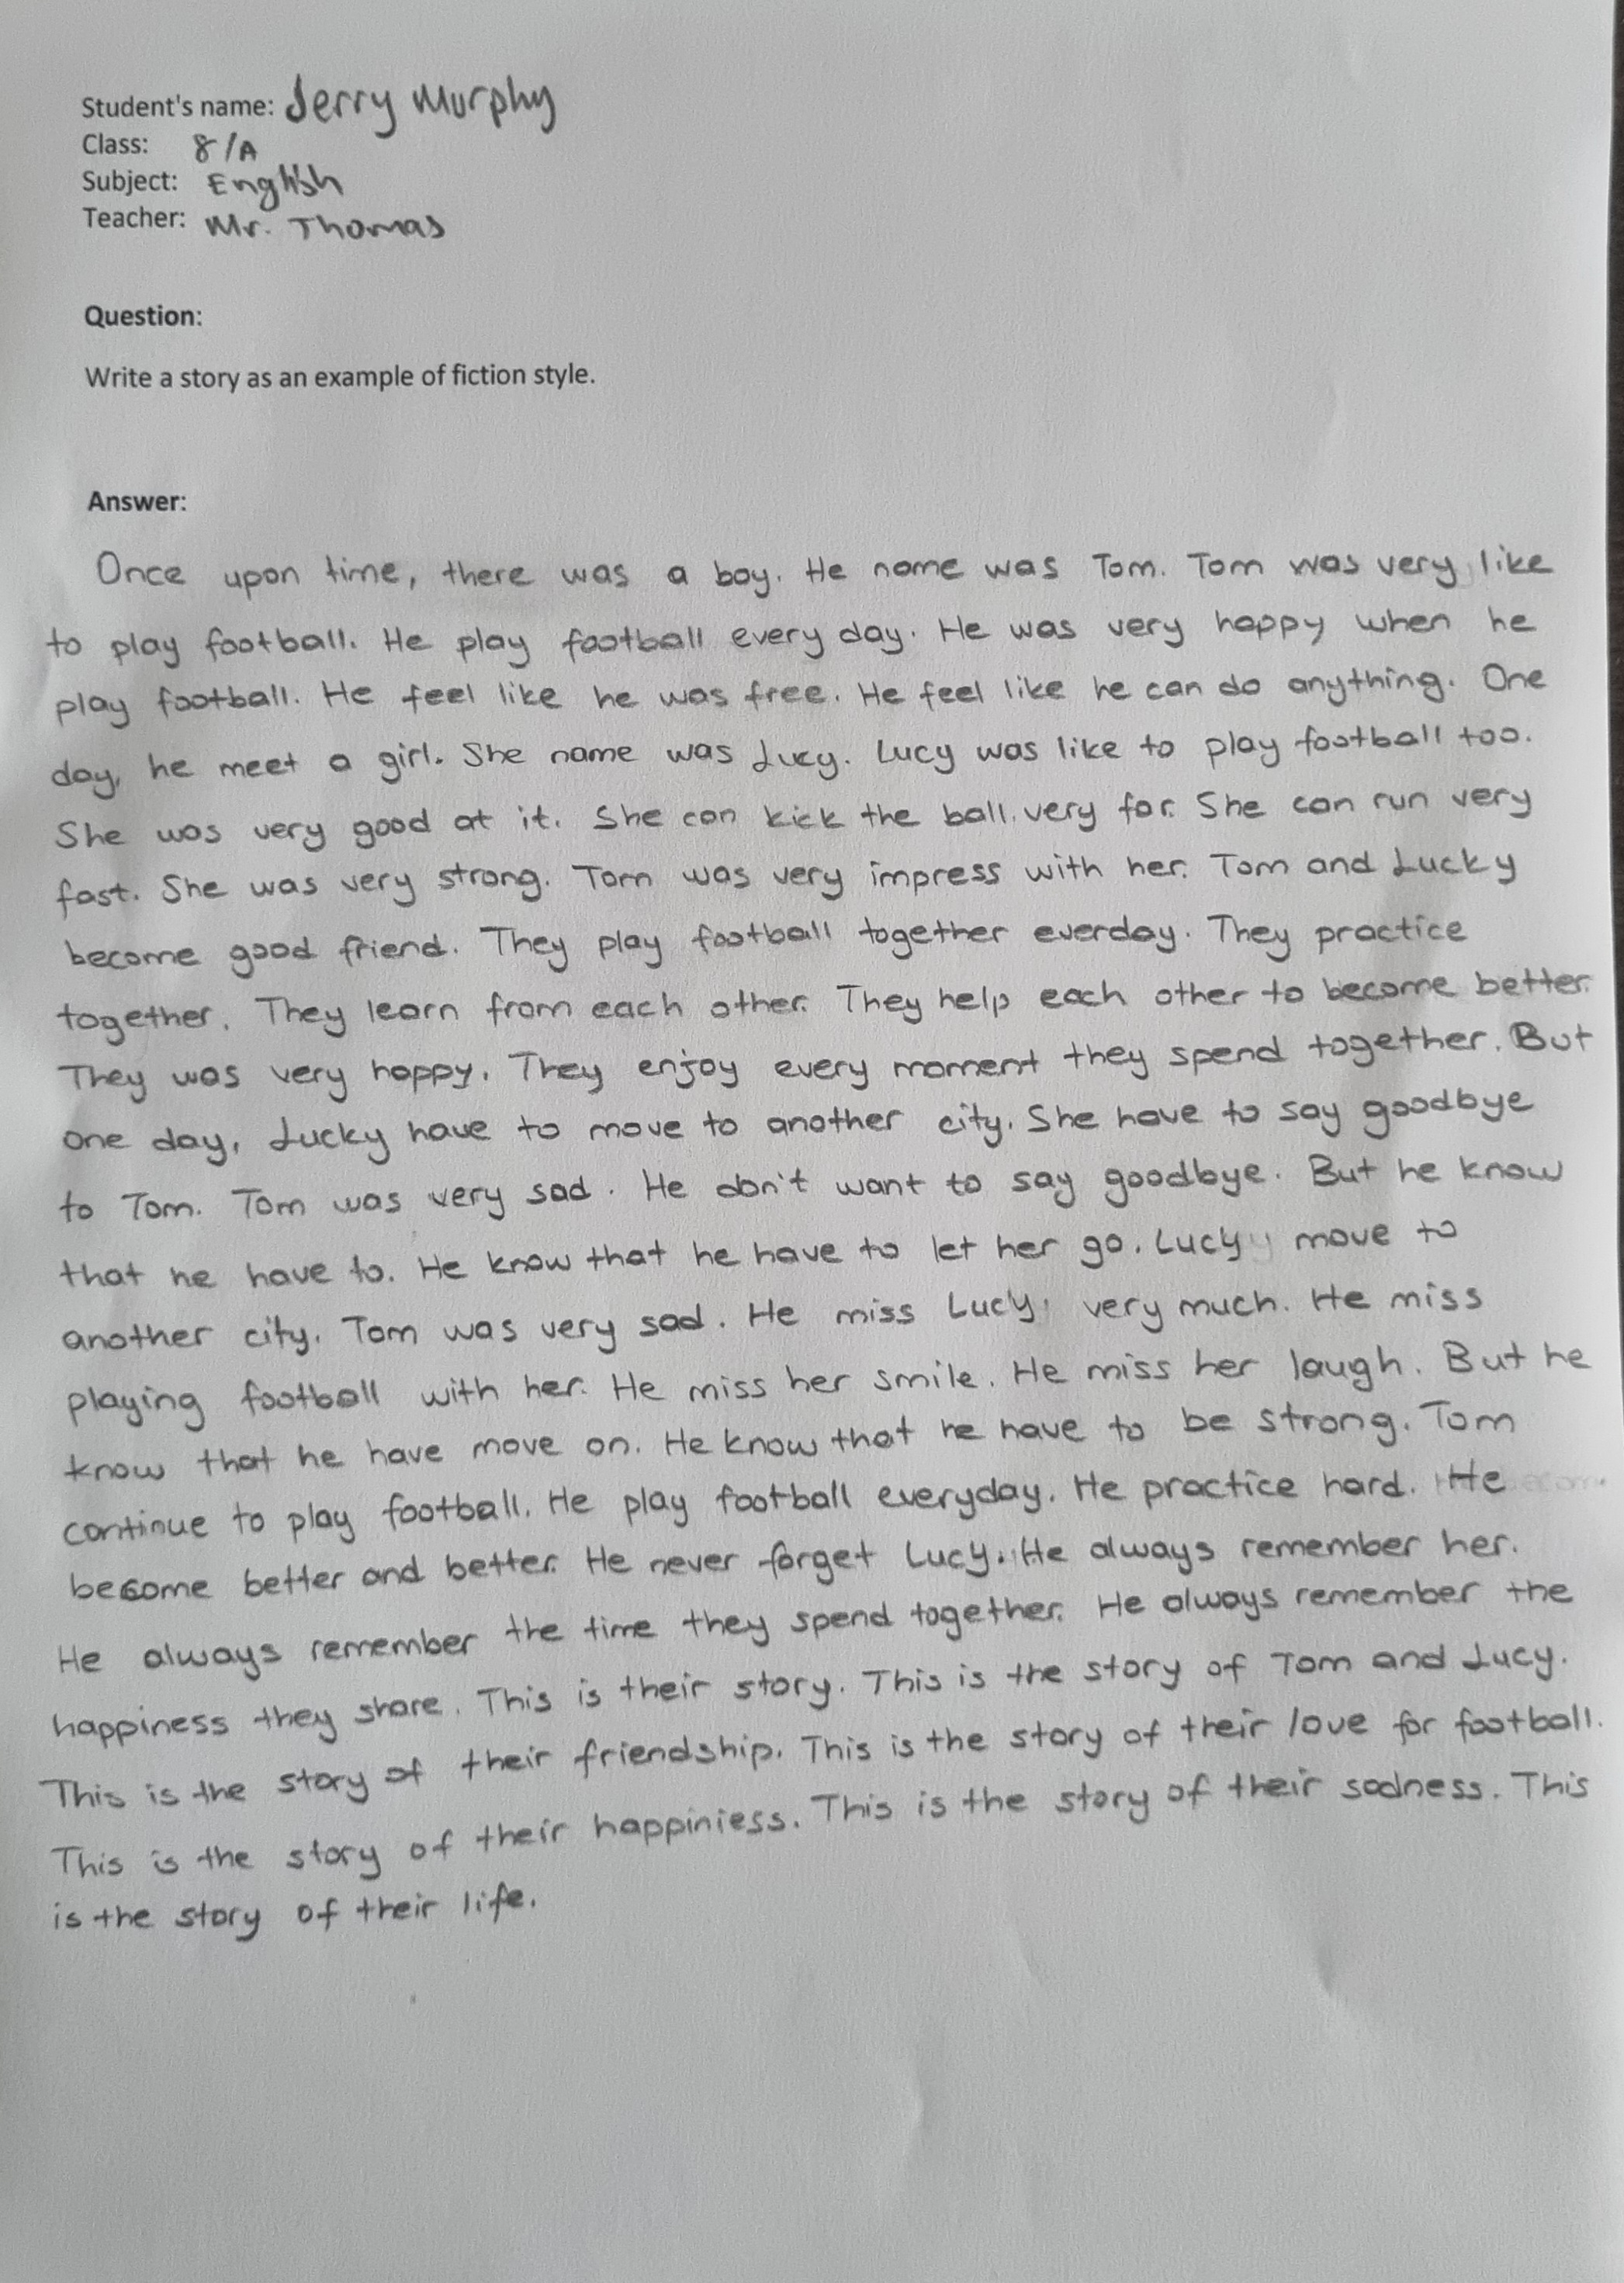 Student's name: Jerry Murphy
Class: 8/A
Subject: English
Teacher: Mr. Thomas
Question:
Write a story as an example of fiction style.
Answer:
Once upon time, there was a boy. He name was Tom. Tom was very like
to play football. He play football every day. He was very happy when he
play football. He feel like he was free. He feel like he can do anything. One
day, he meet a girl. She name was Lucy. Lucy was like to play football too.
She was very good at it. She can kick the ball very far. She can run very
fast. She was very strong. Tom was very impress with her. Tom and Lucky
become good friend. They play football together everday. They practice
together. They learn from each other. They help each other to become better.
They was very happy. They enjoy every moment they spend together. But
one day, Lucky have to move to another city. She have to say goodbye
to Tom. Tom was very sad. He don't want to say goodbye. But he know
that he have to. He know that he have to let her go. Lucy move to
another city. Tom was very sad. He miss Lucy very much. He miss
playing football with her. He miss her smile. He miss her laugh. But he
know that he have move on. He know that he have to be strong. Tom
continue to play football. He play football everyday. He practice hard. He
become better and better. He never forget Lucy. He always remember her.
He always remember the time they spend together. He always remember the
happiness they share. This is their story. This is the story of Tom and Lucy.
This is the story of their friendship. This is the story of their love for football.
This is the story of their happiniess. This is the story of their sadness. This
is the story of their life.